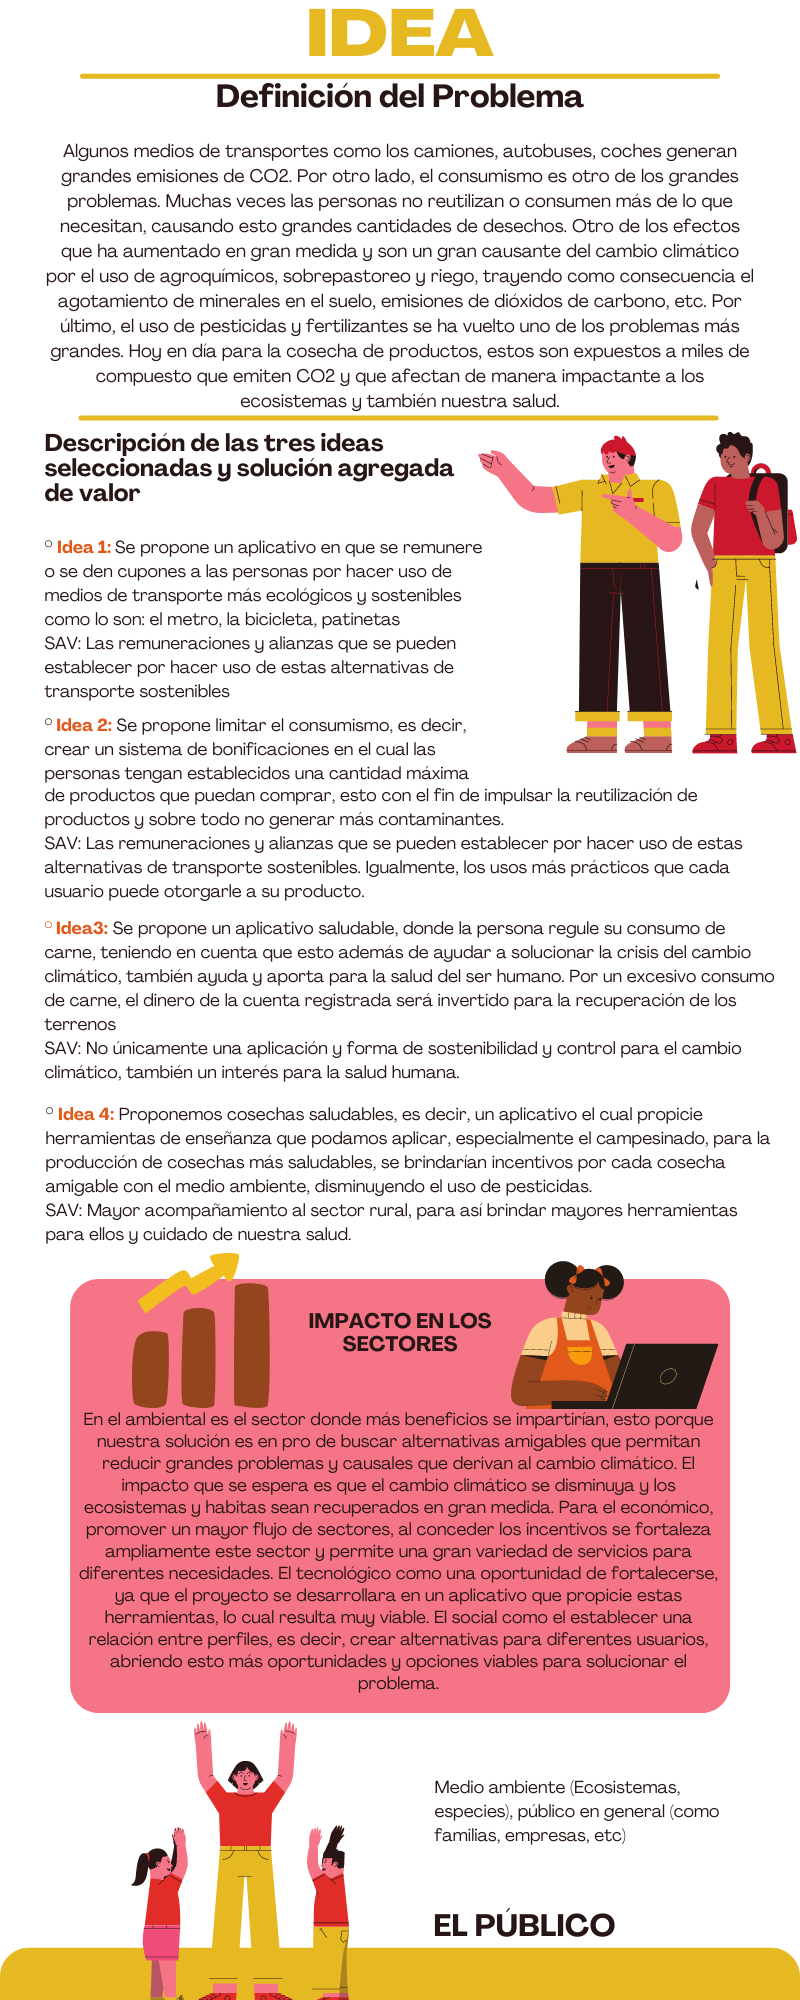 IDEA
Definición del Problema
Algunos medios de transportes como los camiones, autobuses, coches generan
grandes emisiones de CO2. Por otro lado, el consumismo es otro de los grandes
problemas. Muchas veces las personas no reutilizan o consumen más de lo que
necesitan, causando esto grandes cantidades de desechos. Otro de los efectos
que ha aumentado en gran medida y son un gran causante del cambio climático
por el uso de agroquímicos, sobrepastoreo y riego, trayendo como consecuencia el
agotamiento de minerales en el suelo, emisiones de dióxidos de carbono, etc. Por
último, el uso de pesticidas y fertilizantes se ha vuelto uno de los problemas más
grandes. Hoy en día para la cosecha de productos, estos son expuestos a miles de
compuesto que emiten CO2 y que afectan de manera impactante a los
ecosistemas y también nuestra salud.
Descripción de las tres ideas
seleccionadas y solución agregada
de valor
○ Idea 1: Se propone un aplicativo en que se remunere
o se den cupones a las personas por hacer uso de
medios de transporte más ecológicos y sostenibles
como lo son: el metro, la bicicleta, patinetas
SAV: Las remuneraciones y alianzas que se pueden
establecer por hacer uso de estas alternativas de
transporte sostenibles
○ Idea 2: Se propone limitar el consumismo, es decir,
crear un sistema de bonificaciones en el cual las
personas tengan establecidos una cantidad máxima
de productos que puedan comprar, esto con el fin de impulsar la reutilización de
productos y sobre todo no generar más contaminantes.
SAV: Las remuneraciones y alianzas que se pueden establecer por hacer uso de estas
alternativas de transporte sostenibles. Igualmente, los usos más prácticos que cada
usuario puede otorgarle a su producto.
○ Idea3: Se propone un aplicativo saludable, donde la persona regule su consumo de
carne, teniendo en cuenta que esto además de ayudar a solucionar la crisis del cambio
climático, también ayuda y aporta para la salud del ser humano. Por un excesivo consumo
de carne, el dinero de la cuenta registrada será invertido para la recuperación de los
terrenos
SAV: No únicamente una aplicación y forma de sostenibilidad y control para el cambio
climático, también un interés para la salud humana.
○ Idea 4: Proponemos cosechas saludables, es decir, un aplicativo el cual propicie
herramientas de enseñanza que podamos aplicar, especialmente el campesinado, para la
producción de cosechas más saludables, se brindarían incentivos por cada cosecha
amigable con el medio ambiente, disminuyendo el uso de pesticidas.
SAV: Mayor acompañamiento al sector rural, para así brindar mayores herramientas
para ellos y cuidado de nuestra salud.
IMPACTO EN LOS
SECTORES
En el ambiental es el sector donde más beneficios se impartirían, esto porque
nuestra solución es en pro de buscar alternativas amigables que permitan
reducir grandes problemas y causales que derivan al cambio climático. El
impacto que se espera es que el cambio climático se disminuya y los
ecosistemas y habitas sean recuperados en gran medida. Para el económico,
promover un mayor flujo de sectores, al conceder los incentivos se fortaleza
ampliamente este sector y permite una gran variedad de servicios para
diferentes necesidades. El tecnológico como una oportunidad de fortalecerse,
ya que el proyecto se desarrollara en un aplicativo que propicie estas
herramientas, lo cual resulta muy viable. El social como el establecer una
relación entre perfiles, es decir, crear alternativas para diferentes usuarios,
abriendo esto más oportunidades y opciones viables para solucionar el
problema.
Medio ambiente (Ecosistemas,
especies), público en general (como
familias, empresas, etc)
EL PÚBLICO